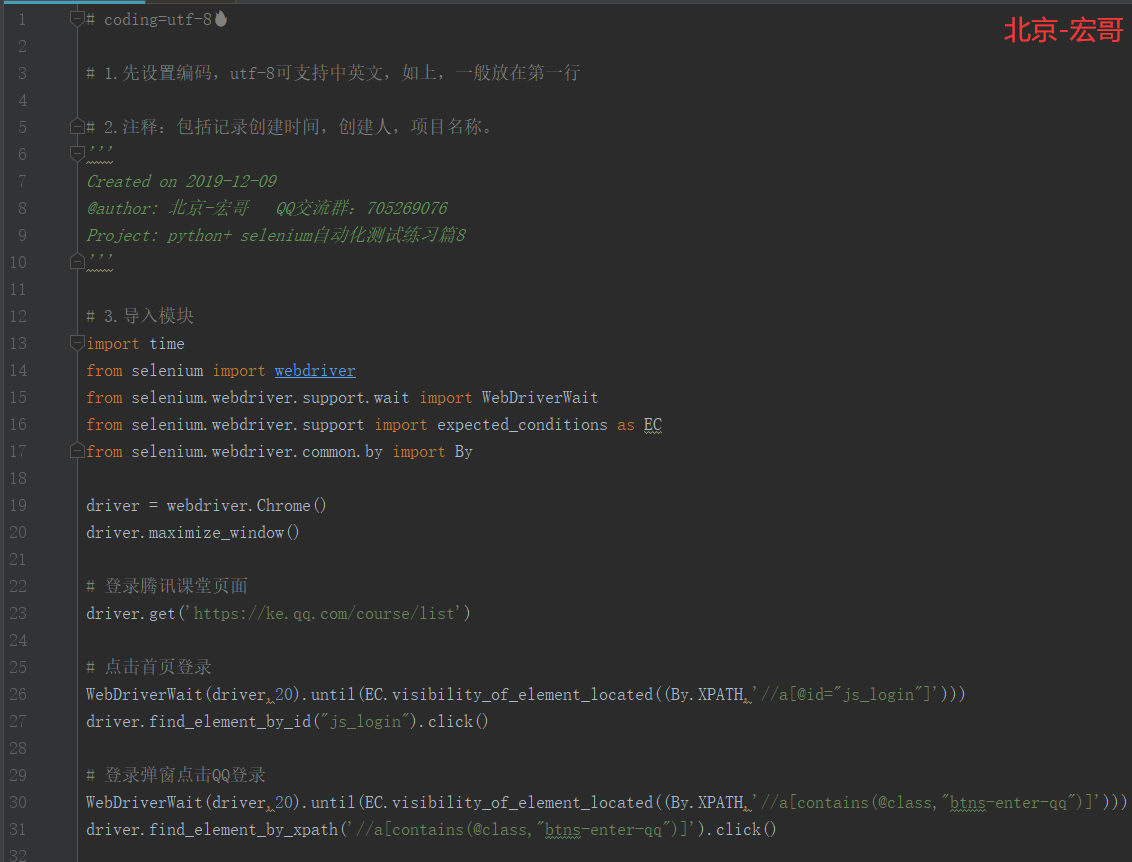 北京-宏哥
1 # coding=utf-8
2
3 # 1.先设置编码，utf-8可支持中英文，如上，一般放在第一行
4
5 # 2.注释：包括记录创建时间，创建人，项目名称。
6 '''
7 Created on 2019-12-09
8 @author: 北京-宏哥   QQ交流群：705269076
9 Project: python+ selenium自动化测试练习篇8
10 '''
11
12 # 3.导入模块
13 import time
14 from selenium import webdriver
15 from selenium.webdriver.support.wait import WebDriverWait
16 from selenium.webdriver.support import expected_conditions as EC
17 from selenium.webdriver.common.by import By
18
19 driver = webdriver.Chrome()
20 driver.maximize_window()
21
22 # 登录腾讯课堂页面
23 driver.get('https://ke.qq.com/course/list')
24
25 # 点击首页登录
26 WebDriverWait(driver,20).until(EC.visibility_of_element_located((By.XPATH,'//a[@id="js_login"]')))
27 driver.find_element_by_id("js_login").click()
28
29 # 登录弹窗点击QQ登录
30 WebDriverWait(driver,20).until(EC.visibility_of_element_located((By.XPATH,'//a[contains(@class,"btns-enter-qq")]')))
31 driver.find_element_by_xpath('//a[contains(@class,"btns-enter-qq")]').click()
32